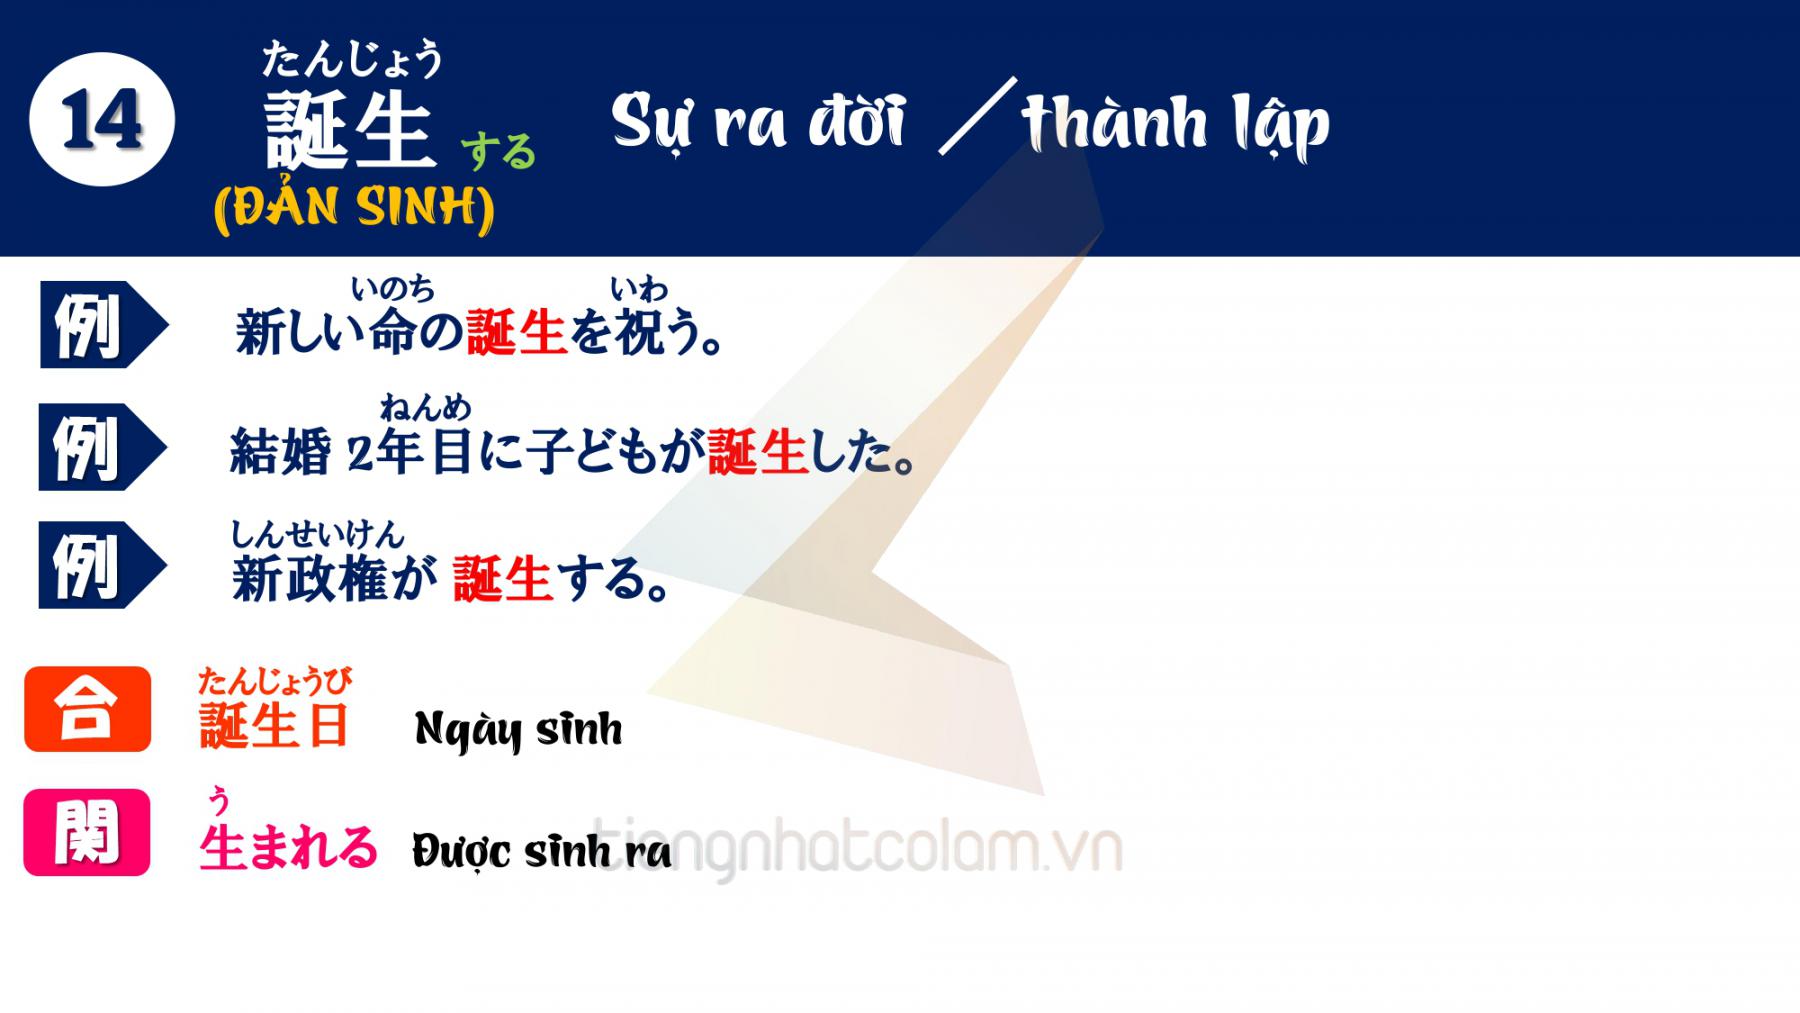 14
たんじょう
誕生 する
(ĐẢN SINH)
Sự ra đời ／thành lập
いのち いわ
例 新しい命の誕生を祝う。
ねんめ
例 結婚 2年目に子どもが誕生した。
しんせいけん
例 新政権が 誕生する。
たんじょうび
合 誕生日 Ngày sinh
う
関 生まれる Được sinh ra
tiengnhatcolam.vn